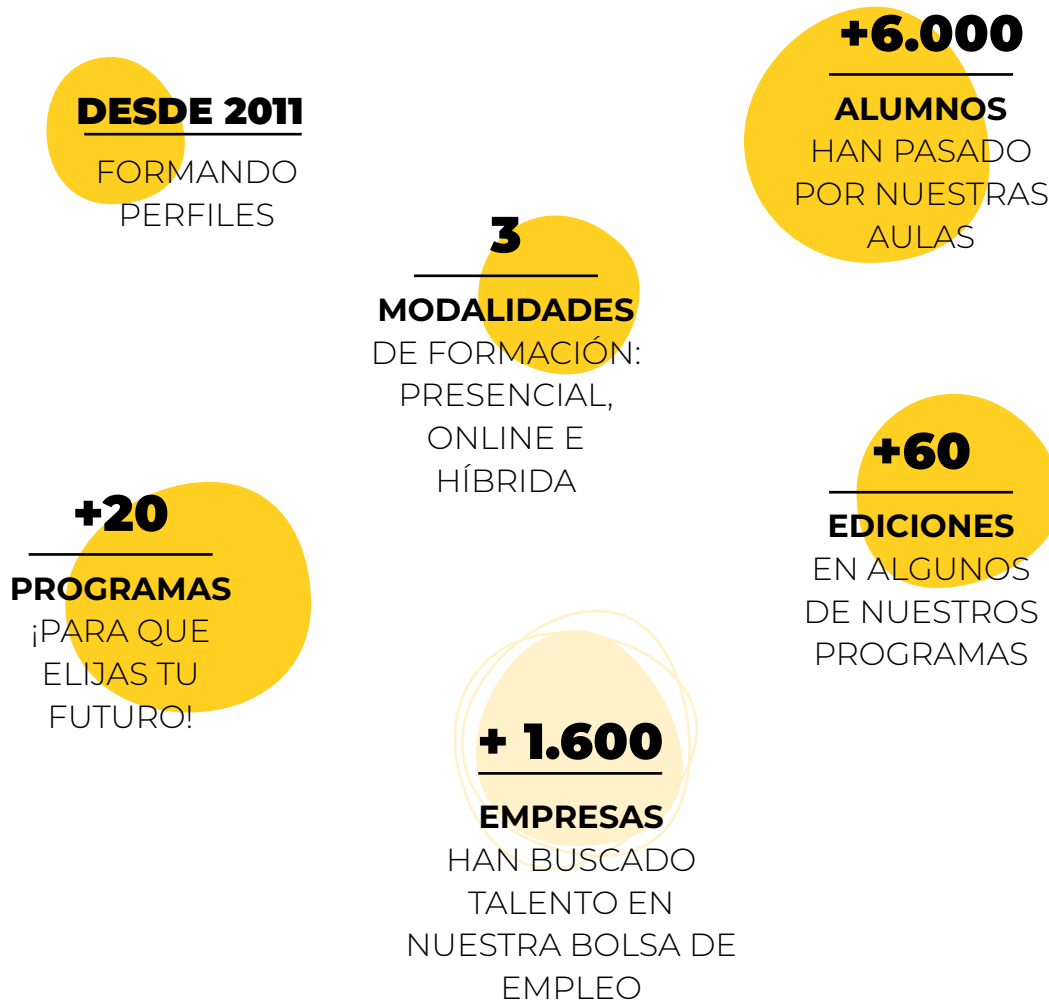 DESDE 2011
FORMANDO
PERFILES
+6.000
ALUMNOS
HAN PASADO
POR NUESTRAS
AULAS
3
MODALIDADES
DE FORMACIÓN:
PRESENCIAL,
ONLINE E
HÍBRIDA
+60
EDICIONES
EN ALGUNOS
DE NUESTROS
PROGRAMAS
+20
PROGRAMAS
¡PARA QUE
ELIJAS TU
FUTURO!
+ 1.600
EMPRESAS
HAN BUSCADO
TALENTO EN
NUESTRA BOLSA DE
EMPLEO